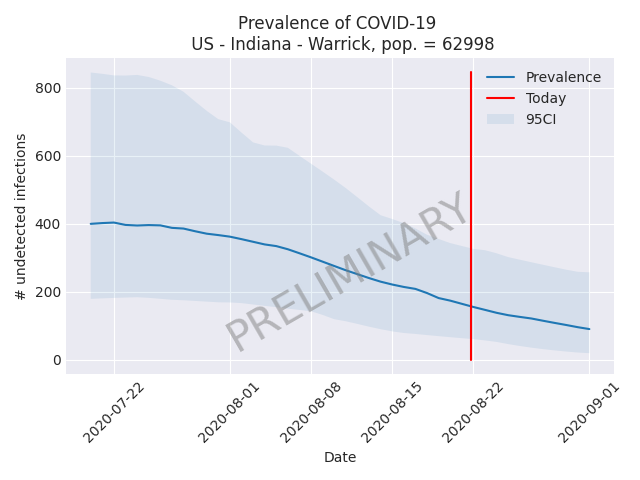 Prevalence of COVID-19
US - Indiana - Warrick, pop. = 62998
# undetected infections
800
600
400
200
0
Prevalence
Today
95CI
PRELIMINARY
2020-07-22
2020-08-01
2020-08-08
2020-08-15
2020-08-22
2020-09-01
Date